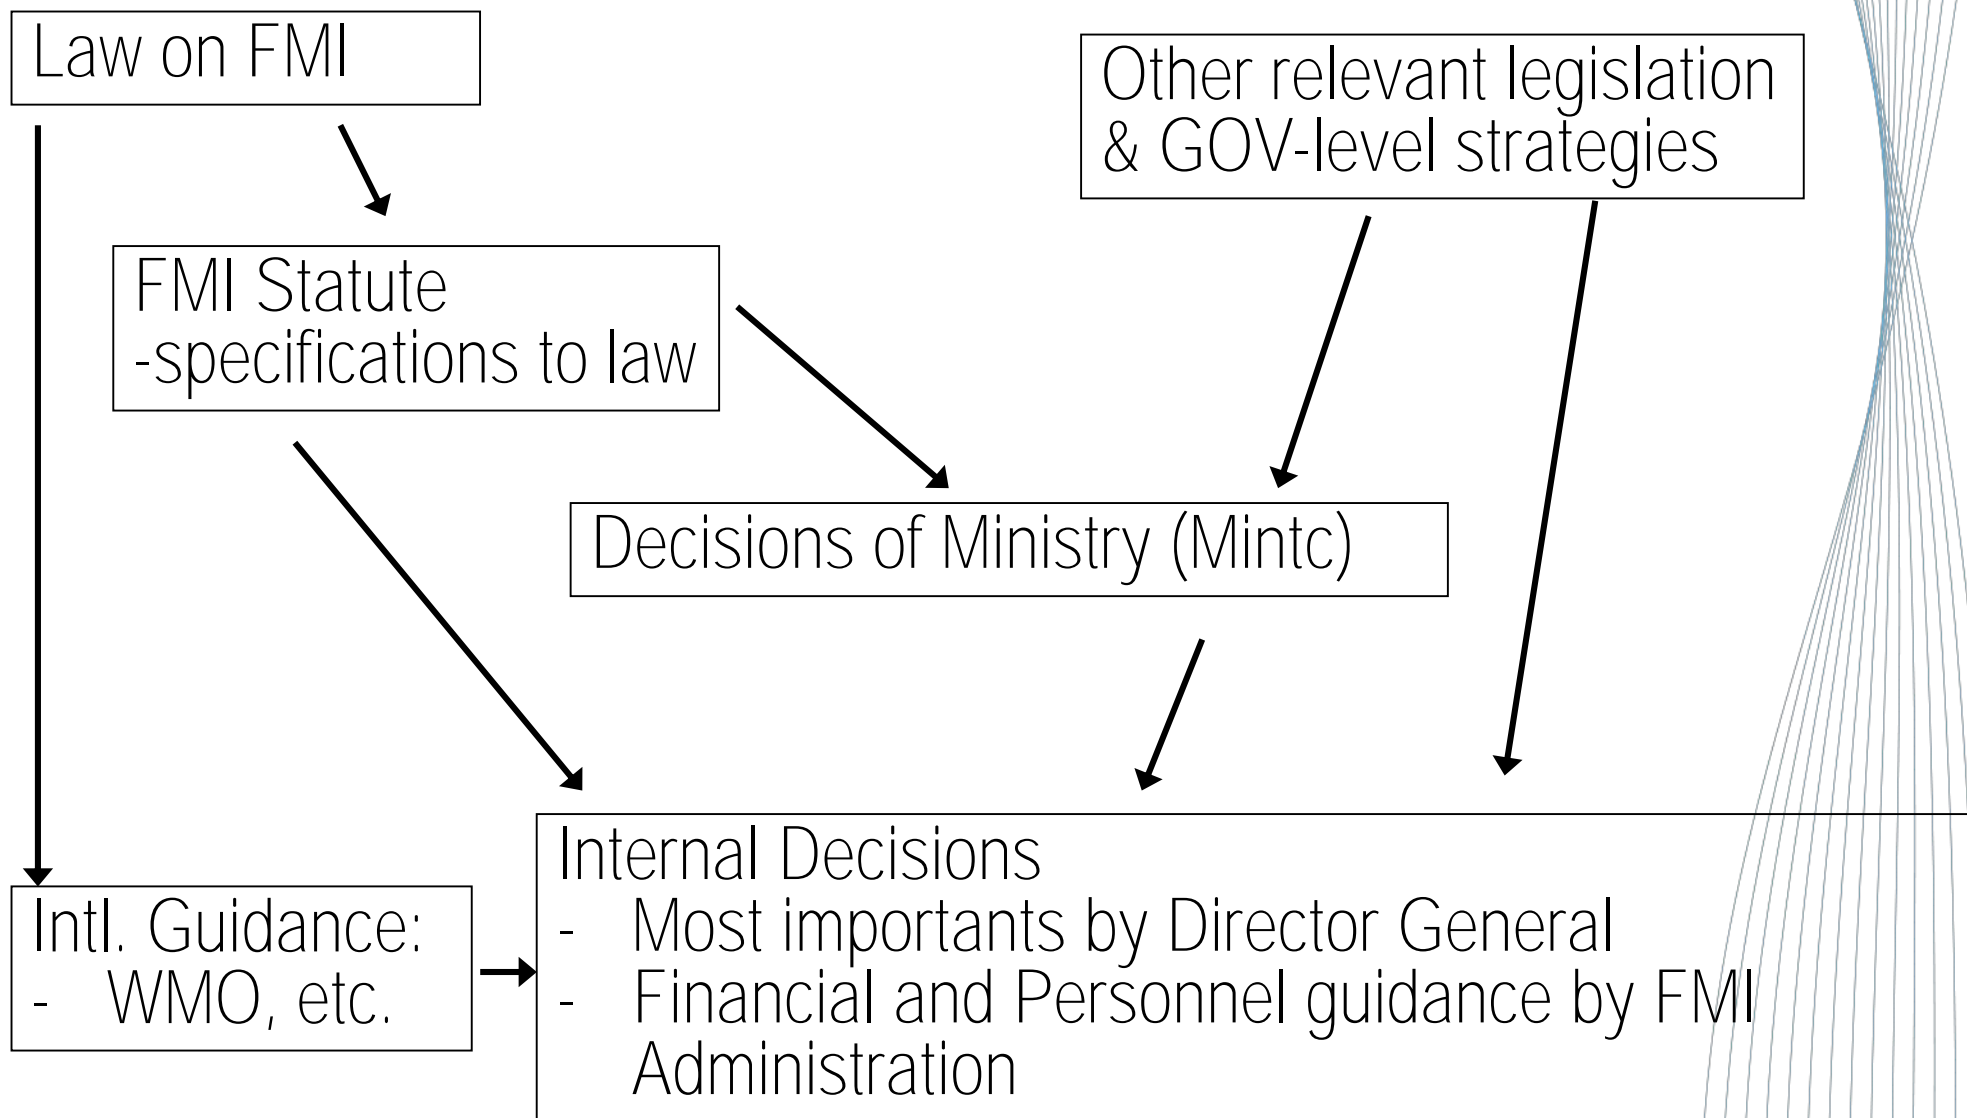 Law on FMI
Other relevant legislation
& GOV-level strategies
FMI Statute
-specifications to law
Decisions of Ministry (Mintc)
Intl. Guidance:
- WMO, etc.
Internal Decisions
- Most importants by Director General
- Financial and Personnel guidance by FMI
Administration